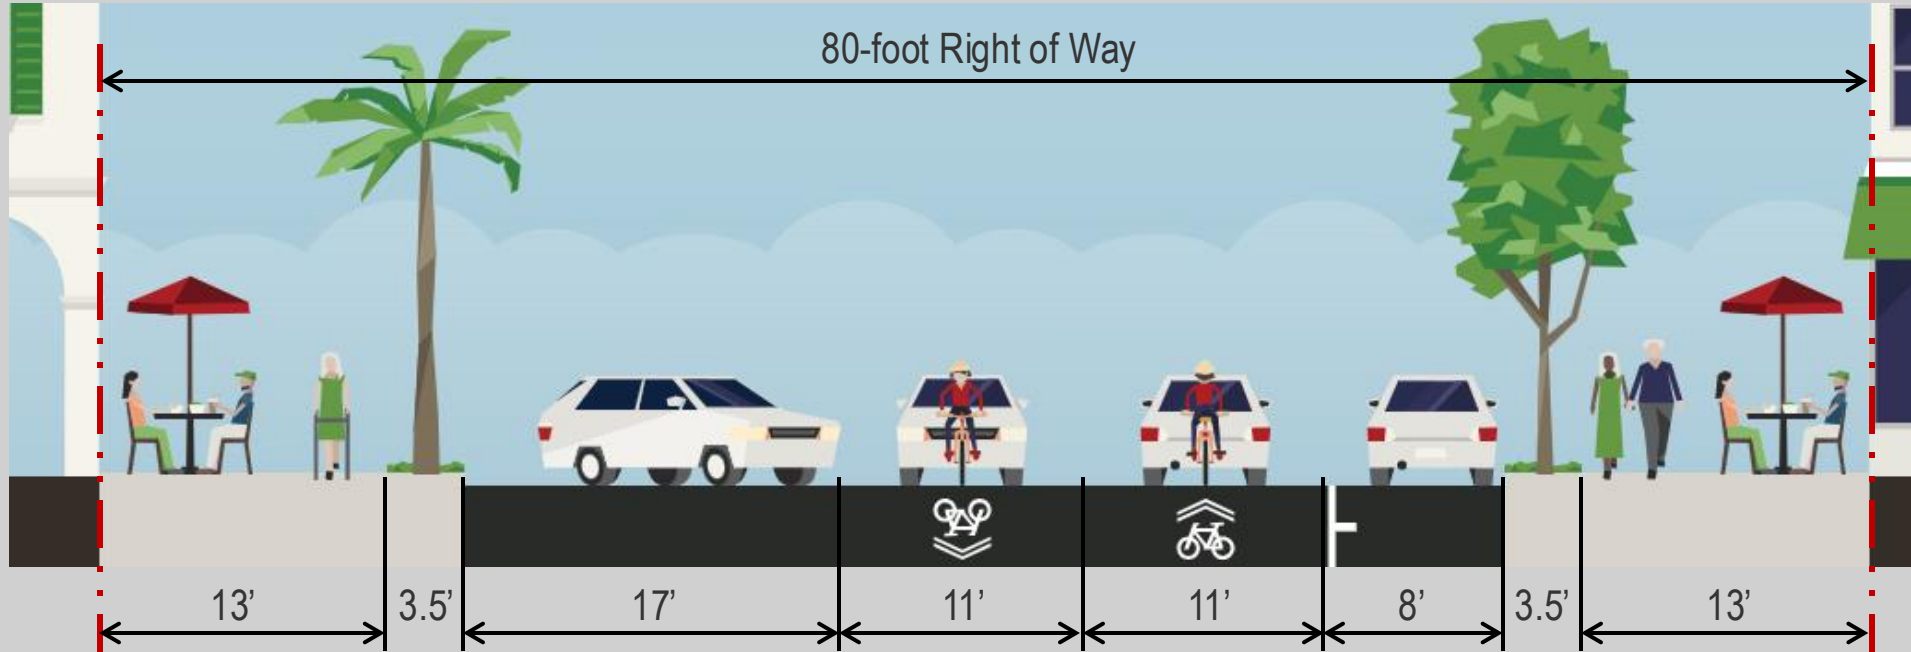 80-foot Right of Way
13’ 3.5’ 17’ 11’ 11’ 8’ 3.5’ 13’